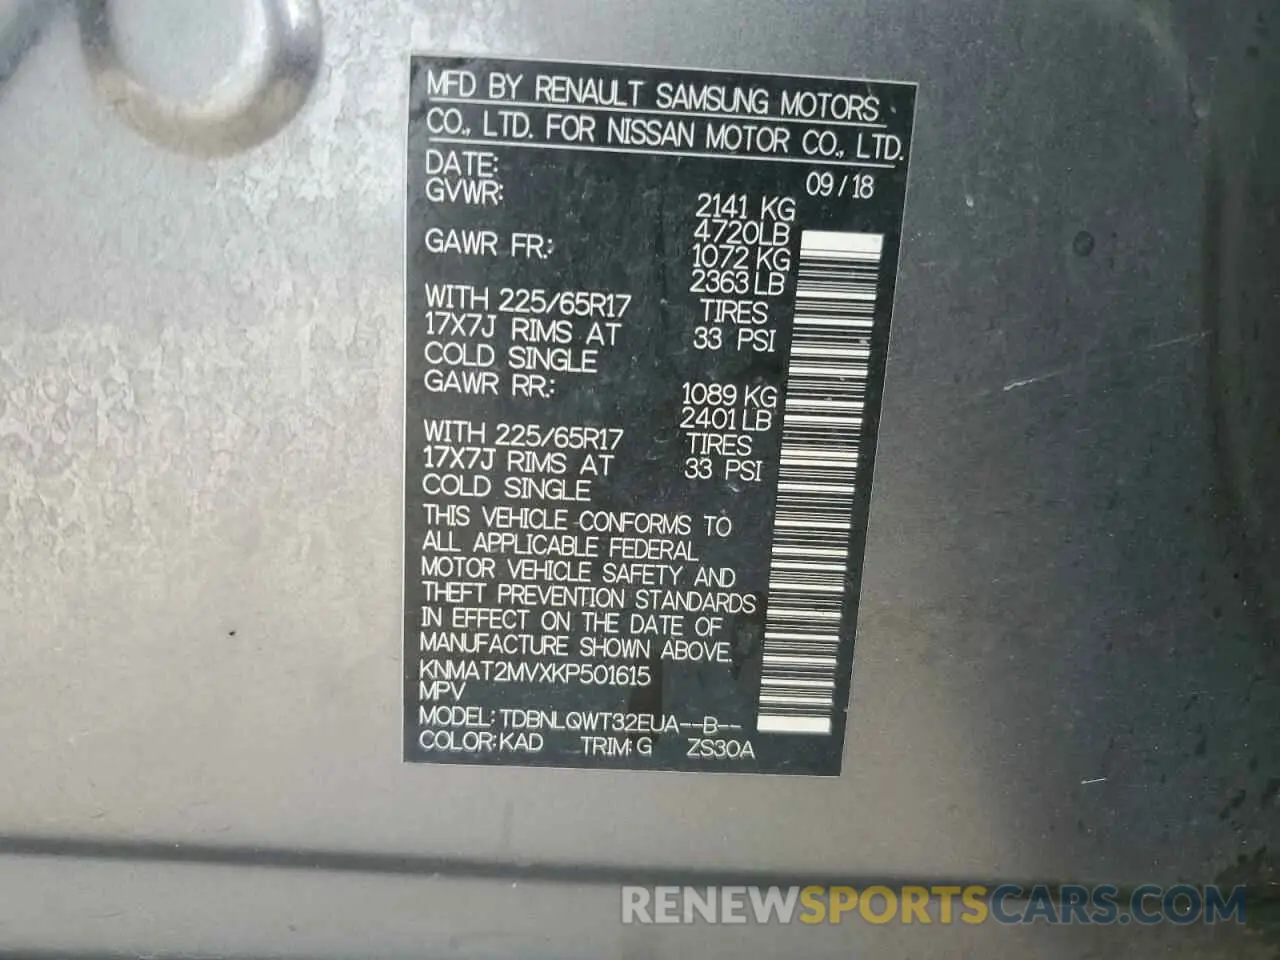 MFD BY RENAULT SAMSUNG MOTORS
CO., LTD. FOR NISSAN MOTOR CO., LTD.
DATE: 09/18
GVWR: 2141 KG
4720LB
GAWR FR: 1072 KG
2363 LB
WITH 225/65R17 TIRES
17X7J RIMS AT 33 PSI
COLD SINGLE
GAWR RR: 1089 KG
2401 LB
WITH 225/65R17 TIRES
17X7J RIMS AT 33 PSI
COLD SINGLE
THIS VEHICLE CONFORMS TO
ALL APPLICABLE FEDERAL
MOTOR VEHICLE SAFETY AND
THEFT PREVENTION STANDARDS
IN EFFECT ON THE DATE OF
MANUFACTURE SHOWN ABOVE.
KNMAT2MVXKP501615
MPV
MODEL: TDBNLQWT32EUA--B--
COLOR: KAD TRIM: G ZS30A
RENEWSPORTSCARS.COM